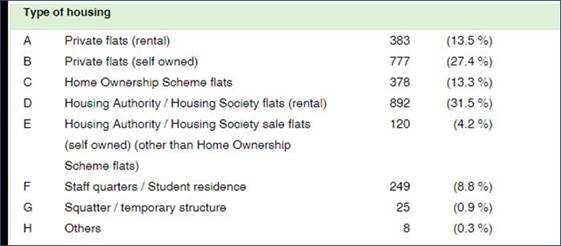 Type of housing
A Private flats (rental) 383 (13.5 %)
B Private flats (self owned) 777 (27.4 %)
C Home Ownership Scheme flats 378 (13.3 %)
D Housing Authority / Housing Society flats (rental) 892 (31.5 %)
E Housing Authority / Housing Society sale flats 120 (4.2 %)
(self owned) (other than Home Ownership
Scheme flats)
F Staff quarters / Student residence 249 (8.8 %)
G Squatter / temporary structure 25 (0.9 %)
H Others 8 (0.3 %)